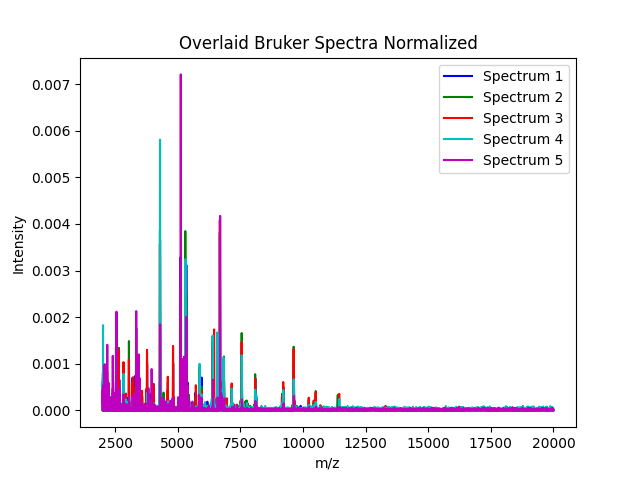 Overlaid Bruker Spectra Normalized
Intensity
0.007
0.006
0.005
0.004
0.003
0.002
0.001
0.000
Spectrum 1
Spectrum 2
Spectrum 3
Spectrum 4
Spectrum 5
2500 5000 7500 10000 12500 15000 17500 20000
m/z